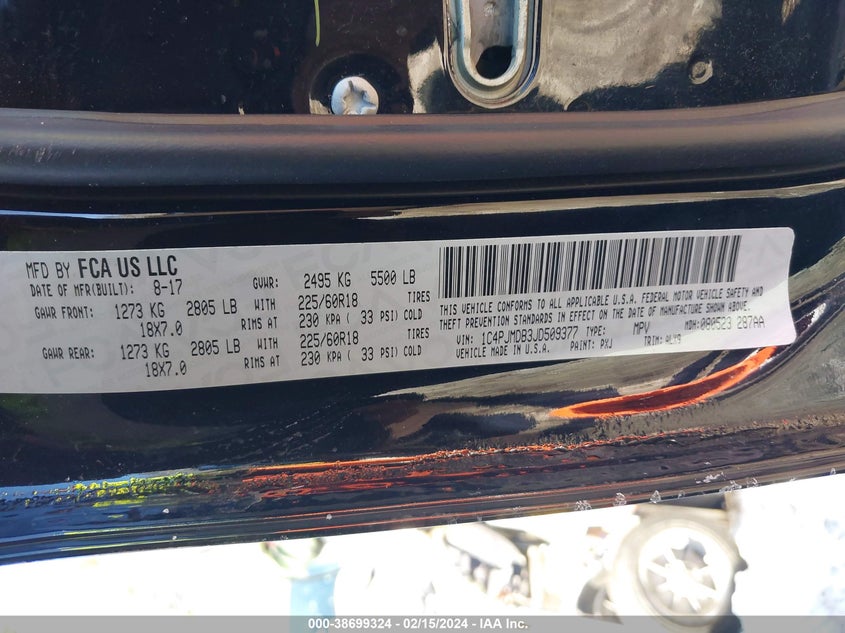 MFD BY FCA US LLC
DATE OF MFR(BUILT): 8-17 GVWR: 2495 KG 5500 LB
GAWR FRONT: 1273 KG 2805 LB WITH 225/60R18 TIRES
18X7.0 RIMS AT 230 KPA ( 33 PSI) COLD
GAWR REAR: 1273 KG 2805 LB WITH 225/60R18 TIRES
18X7.0 RIMS AT 230 KPA ( 33 PSI) COLD
THIS VEHICLE CONFORMS TO ALL APPLICABLE U.S.A. FEDERAL MOTOR VEHICLE SAFETY AND
THEFT PREVENTION STANDARDS IN EFFECT ON THE DATE OF MANUFACTURE SHOWN ABOVE.
VIN: 1C4PJMDB3JD509377 TYPE: MPV MDH: 080523 287AA
VEHICLE MADE IN U.S.A. PAINT: PXJ TRIM:
000-38699324 - 02/15/2024 - IAA Inc.